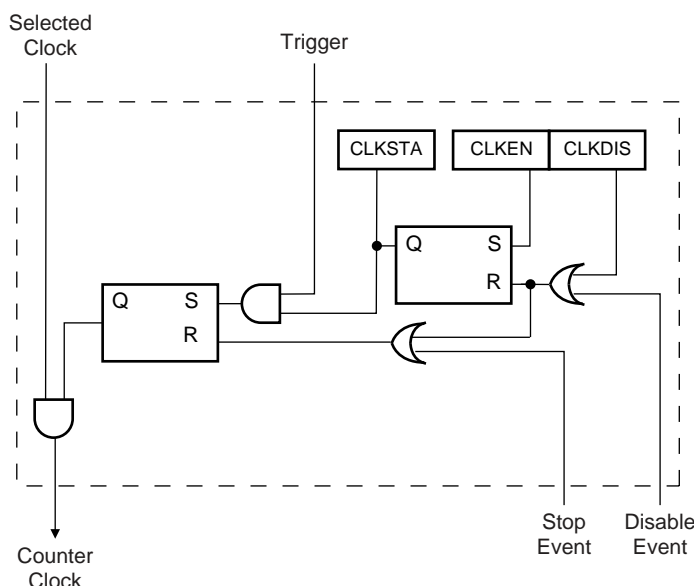 Selected
Clock
Trigger
CLKSTA
CLKEN
CLKDIS
Q
S
R
Q
S
R
Stop
Event
Disable
Event
Counter
Clock